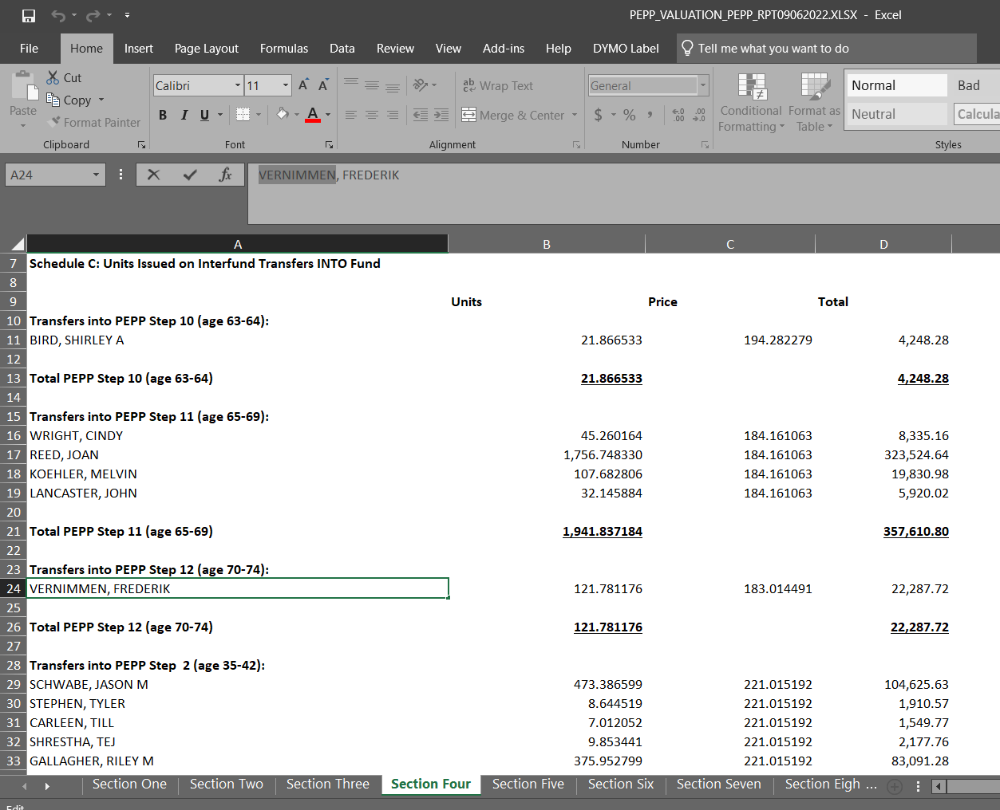 PEPP_VALUATION_PEPP_RPT09062022.XLSX - Excel
File Home Insert Page Layout Formulas Data Review View Add-ins Help DYMO Label Tell me what you want to do
Paste
Cut
Copy
Format Painter
Clipboard
Calibri 11 A A
B I U A
Font
ab c Wrap Text
Merge & Center
Alignment
General
$ % , .0 .00 .00 .0
Number
Conditional Formatting
Format as Table
Normal Bad
Neutral Calcula
Styles
A24 fx VERNIMMEN, FREDERIK
A B C D
7 Schedule C: Units Issued on Interfund Transfers INTO Fund
8
9 Units Price Total
10 Transfers into PEPP Step 10 (age 63-64):
11 BIRD, SHIRLEY A 21.866533 194.282279 4,248.28
12
13 Total PEPP Step 10 (age 63-64) 21.866533 4,248.28
14
15 Transfers into PEPP Step 11 (age 65-69):
16 WRIGHT, CINDY 45.260164 184.161063 8,335.16
17 REED, JOAN 1,756.748330 184.161063 323,524.64
18 KOEHLER, MELVIN 107.682806 184.161063 19,830.98
19 LANCASTER, JOHN 32.145884 184.161063 5,920.02
20
21 Total PEPP Step 11 (age 65-69) 1,941.837184 357,610.80
22
23 Transfers into PEPP Step 12 (age 70-74):
24 VERNIMMEN, FREDERIK 121.781176 183.014491 22,287.72
25
26 Total PEPP Step 12 (age 70-74) 121.781176 22,287.72
27
28 Transfers into PEPP Step  2 (age 35-42):
29 SCHWABE, JASON M 473.386599 221.015192 104,625.63
30 STEPHEN, TYLER 8.644519 221.015192 1,910.57
31 CARLEEN, TILL 7.012052 221.015192 1,549.77
32 SHRESTHA, TEJ 9.853441 221.015192 2,177.76
33 GALLAGHER, RILEY M 375.952799 221.015192 83,091.28
Section One Section Two Section Three Section Four Section Five Section Six Section Seven Section Eigh ...
Edit